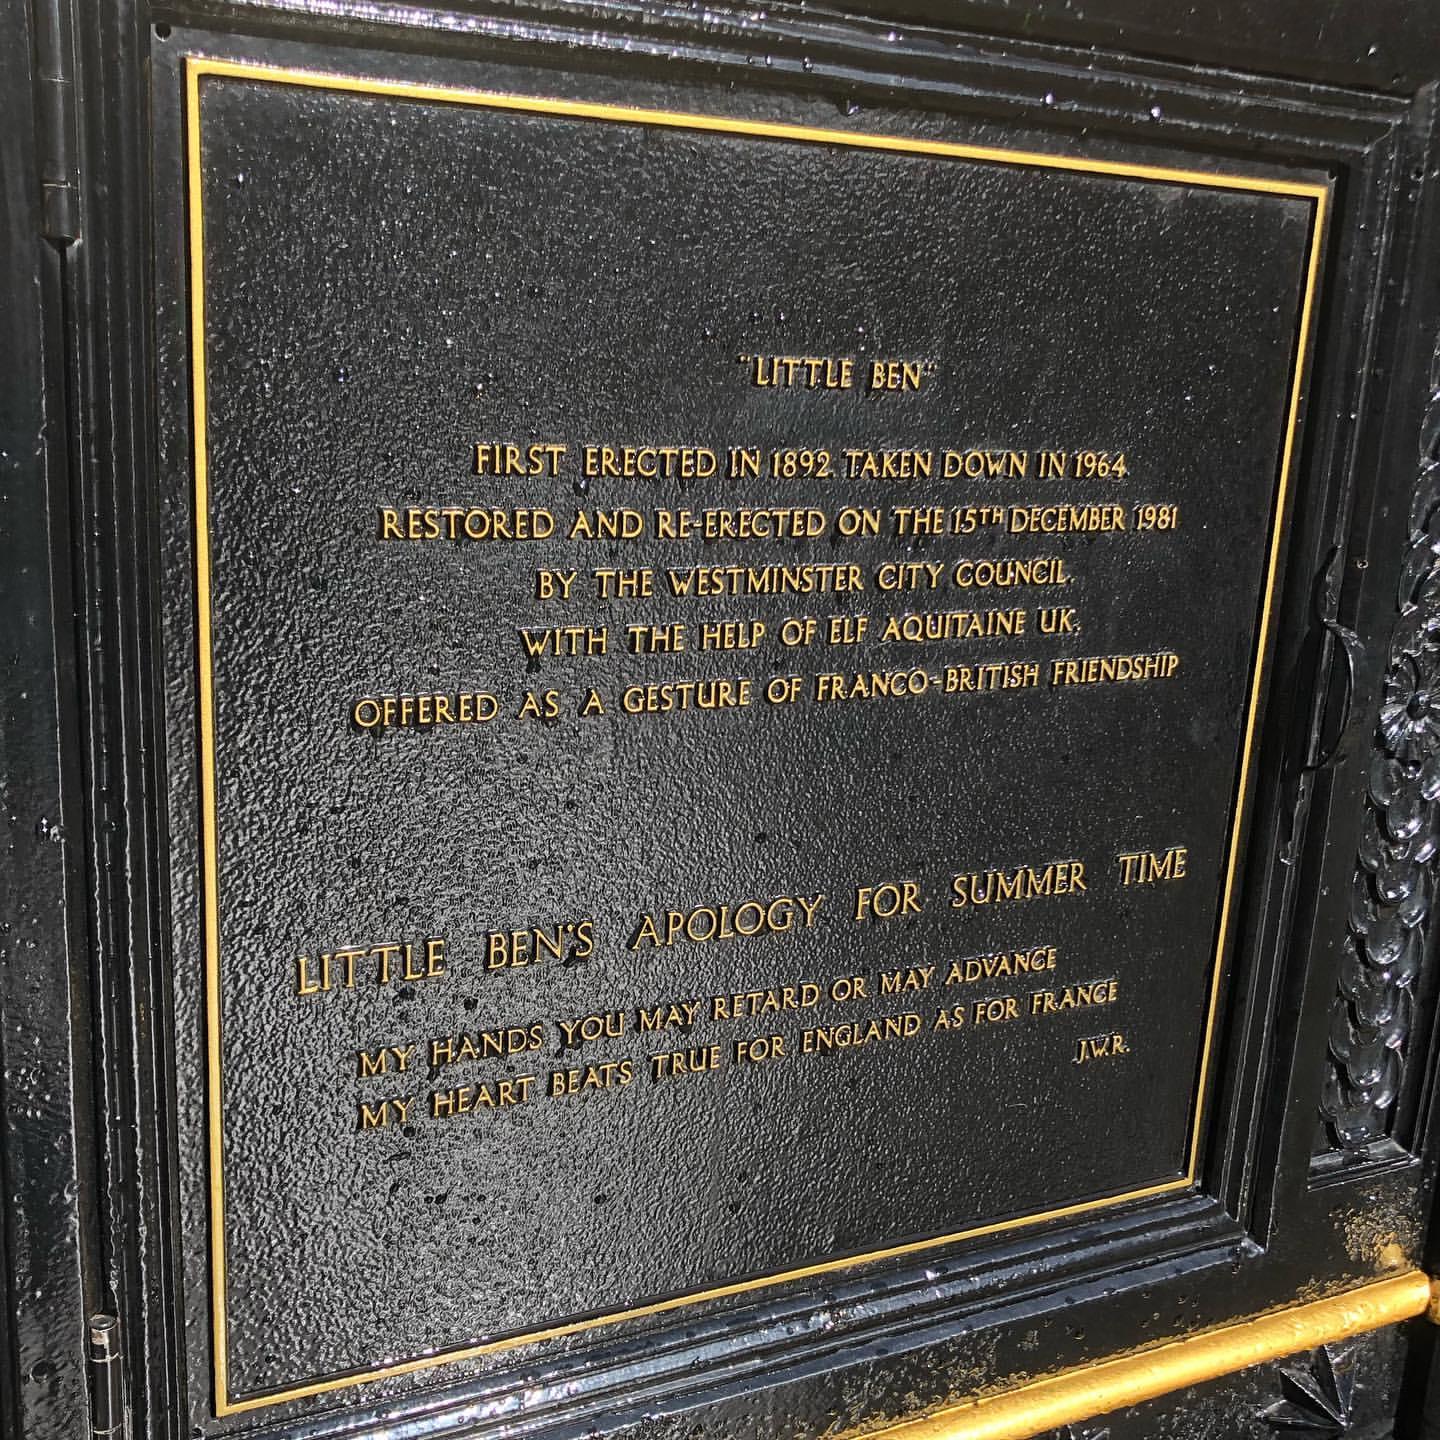 "LITTLE BEN"
FIRST ERECTED IN 1892. TAKEN DOWN IN 1964.
RESTORED AND RE-ERECTED ON THE 15TH DECEMBER 1981
BY THE WESTMINSTER CITY COUNCIL.
WITH THE HELP OF ELF AQUITAINE UK.
OFFERED AS A GESTURE OF FRANCO-BRITISH FRIENDSHIP
LITTLE BEN'S APOLOGY FOR SUMMER TIME
MY HANDS YOU MAY RETARD OR MAY ADVANCE
MY HEART BEATS TRUE FOR ENGLAND AS FOR FRANCE
J.W.R.